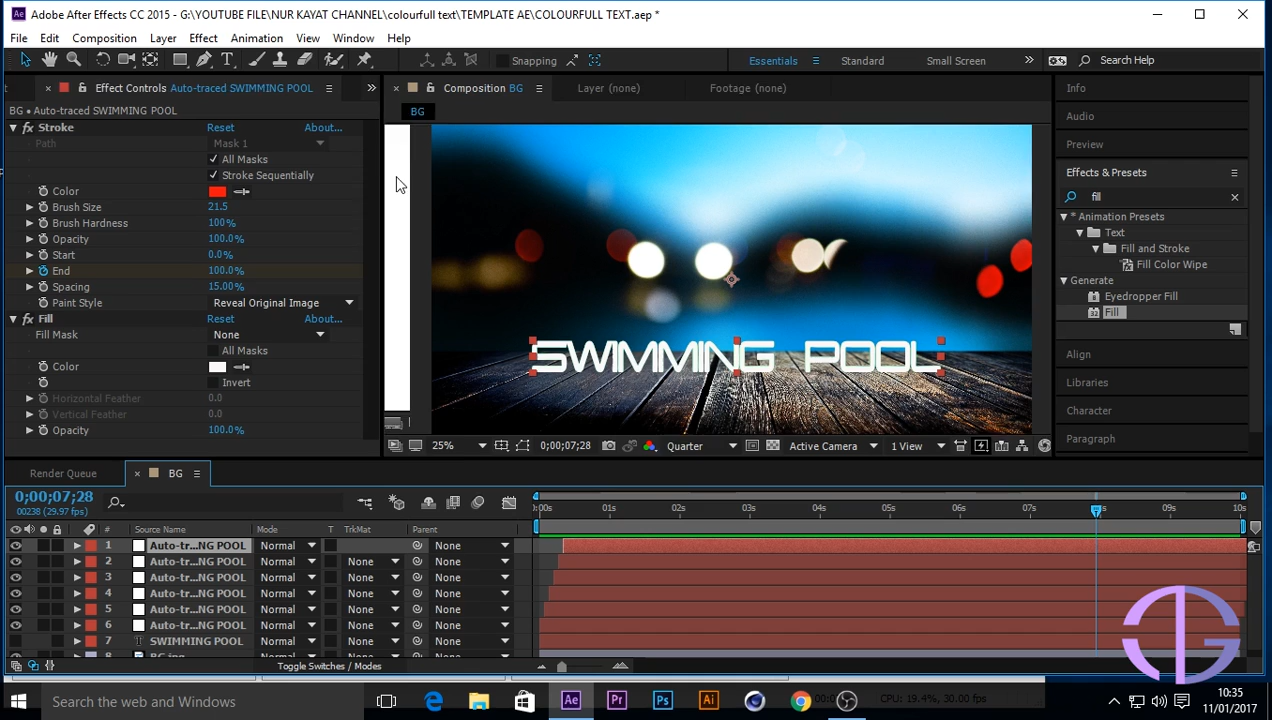 Adobe After Effects CC 2015 - G:\YOUTUBE FILE\NUR KAYAT CHANNEL\colourfull text\TEMPLATE AE\COLOURFULL TEXT.aep *
File Edit Composition Layer Effect Animation View Window Help
Snapping Essentials Standard Small Screen Search Help
Effect Controls Auto-traced SWIMMING POOL
Composition BG Layer (none) Footage (none)
BG • Auto-traced SWIMMING POOL
BG
fx Stroke Reset About...
Path Mask 1
All Masks
Stroke Sequentially
Color
Brush Size 21.5
Brush Hardness 100%
Opacity 100.0%
Start 0.0%
End 100.0%
Spacing 15.00%
Paint Style Reveal Original Image
fx Fill Reset About...
Fill Mask None
All Masks
Color
Invert
Horizontal Feather 0.0
Vertical Feather 0.0
Opacity 100.0%
SWIMMING POOL
25% 0;00;07;28 Quarter Active Camera 1 View
Info
Audio
Preview
Effects & Presets
fill
* Animation Presets
Text
Fill and Stroke
Fill Color Wipe
Generate
Eyedropper Fill
32 Fill
Align
Libraries
Character
Paragraph
Render Queue BG
0;00;07;28
00238 (29.97 fps)
:00s 01s 02s 03s 04s 05s 06s 07s 09s 10s
# Source Name Mode T TrkMat Parent
1 Auto-tr...NG POOL Normal None
2 Auto-tr...NG POOL Normal None None
3 Auto-tr...NG POOL Normal None None
4 Auto-tr...NG POOL Normal None None
5 Auto-tr...NG POOL Normal None None
6 Auto-tr...NG POOL Normal None None
7 T SWIMMING POOL Normal None None
8 BG.jpg
Toggle Switches / Modes
Search the web and Windows
Ae Pr Ps Ai
CPU: 19.4%, 30.00 fps
10:35
11/01/2017